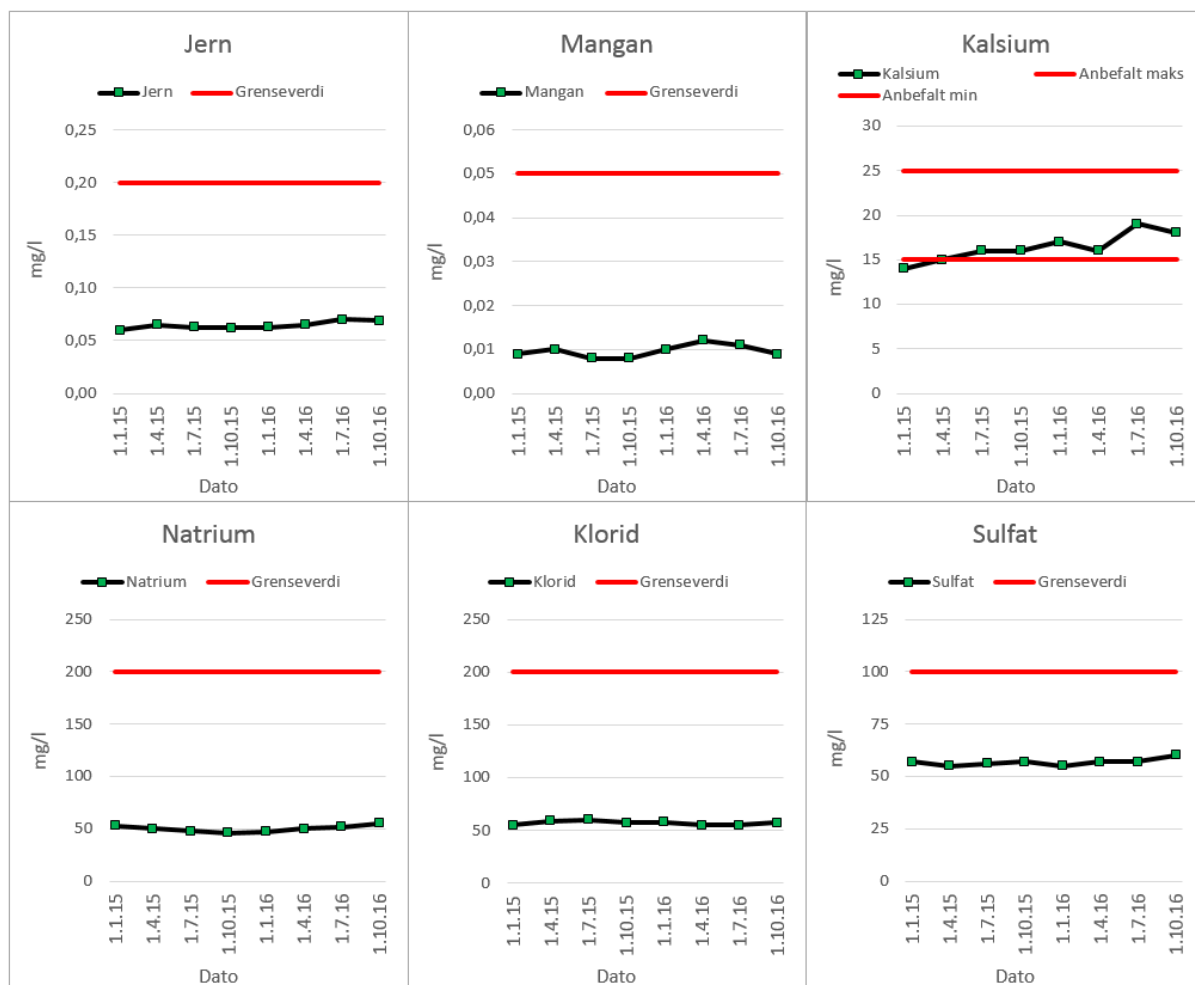 Jern
Jern Grenseverdi
0,25
0,20
0,15
0,10
0,05
0,00
mg/l
1.1.15 1.4.15 1.7.15 1.10.15 1.1.16 1.4.16 1.7.16 1.10.16
Dato
Mangan
Mangan Grenseverdi
0,06
0,05
0,04
0,03
0,02
0,01
0,00
mg/l
1.1.15 1.4.15 1.7.15 1.10.15 1.1.16 1.4.16 1.7.16 1.10.16
Dato
Kalsium
Kalsium Anbefalt maks
Anbefalt min
30
25
20
15
10
5
0
mg/l
1.1.15 1.4.15 1.7.15 1.10.15 1.1.16 1.4.16 1.7.16 1.10.16
Dato
Natrium
Natrium Grenseverdi
250
200
150
100
50
0
mg/l
1.1.15 1.4.15 1.7.15 1.10.15 1.1.16 1.4.16 1.7.16 1.10.16
Dato
Klorid
Klorid Grenseverdi
250
200
150
100
50
0
mg/l
1.1.15 1.4.15 1.7.15 1.10.15 1.1.16 1.4.16 1.7.16 1.10.16
Dato
Sulfat
Sulfat Grenseverdi
125
100
75
50
25
0
mg/l
1.1.15 1.4.15 1.7.15 1.10.15 1.1.16 1.4.16 1.7.16 1.10.16
Dato